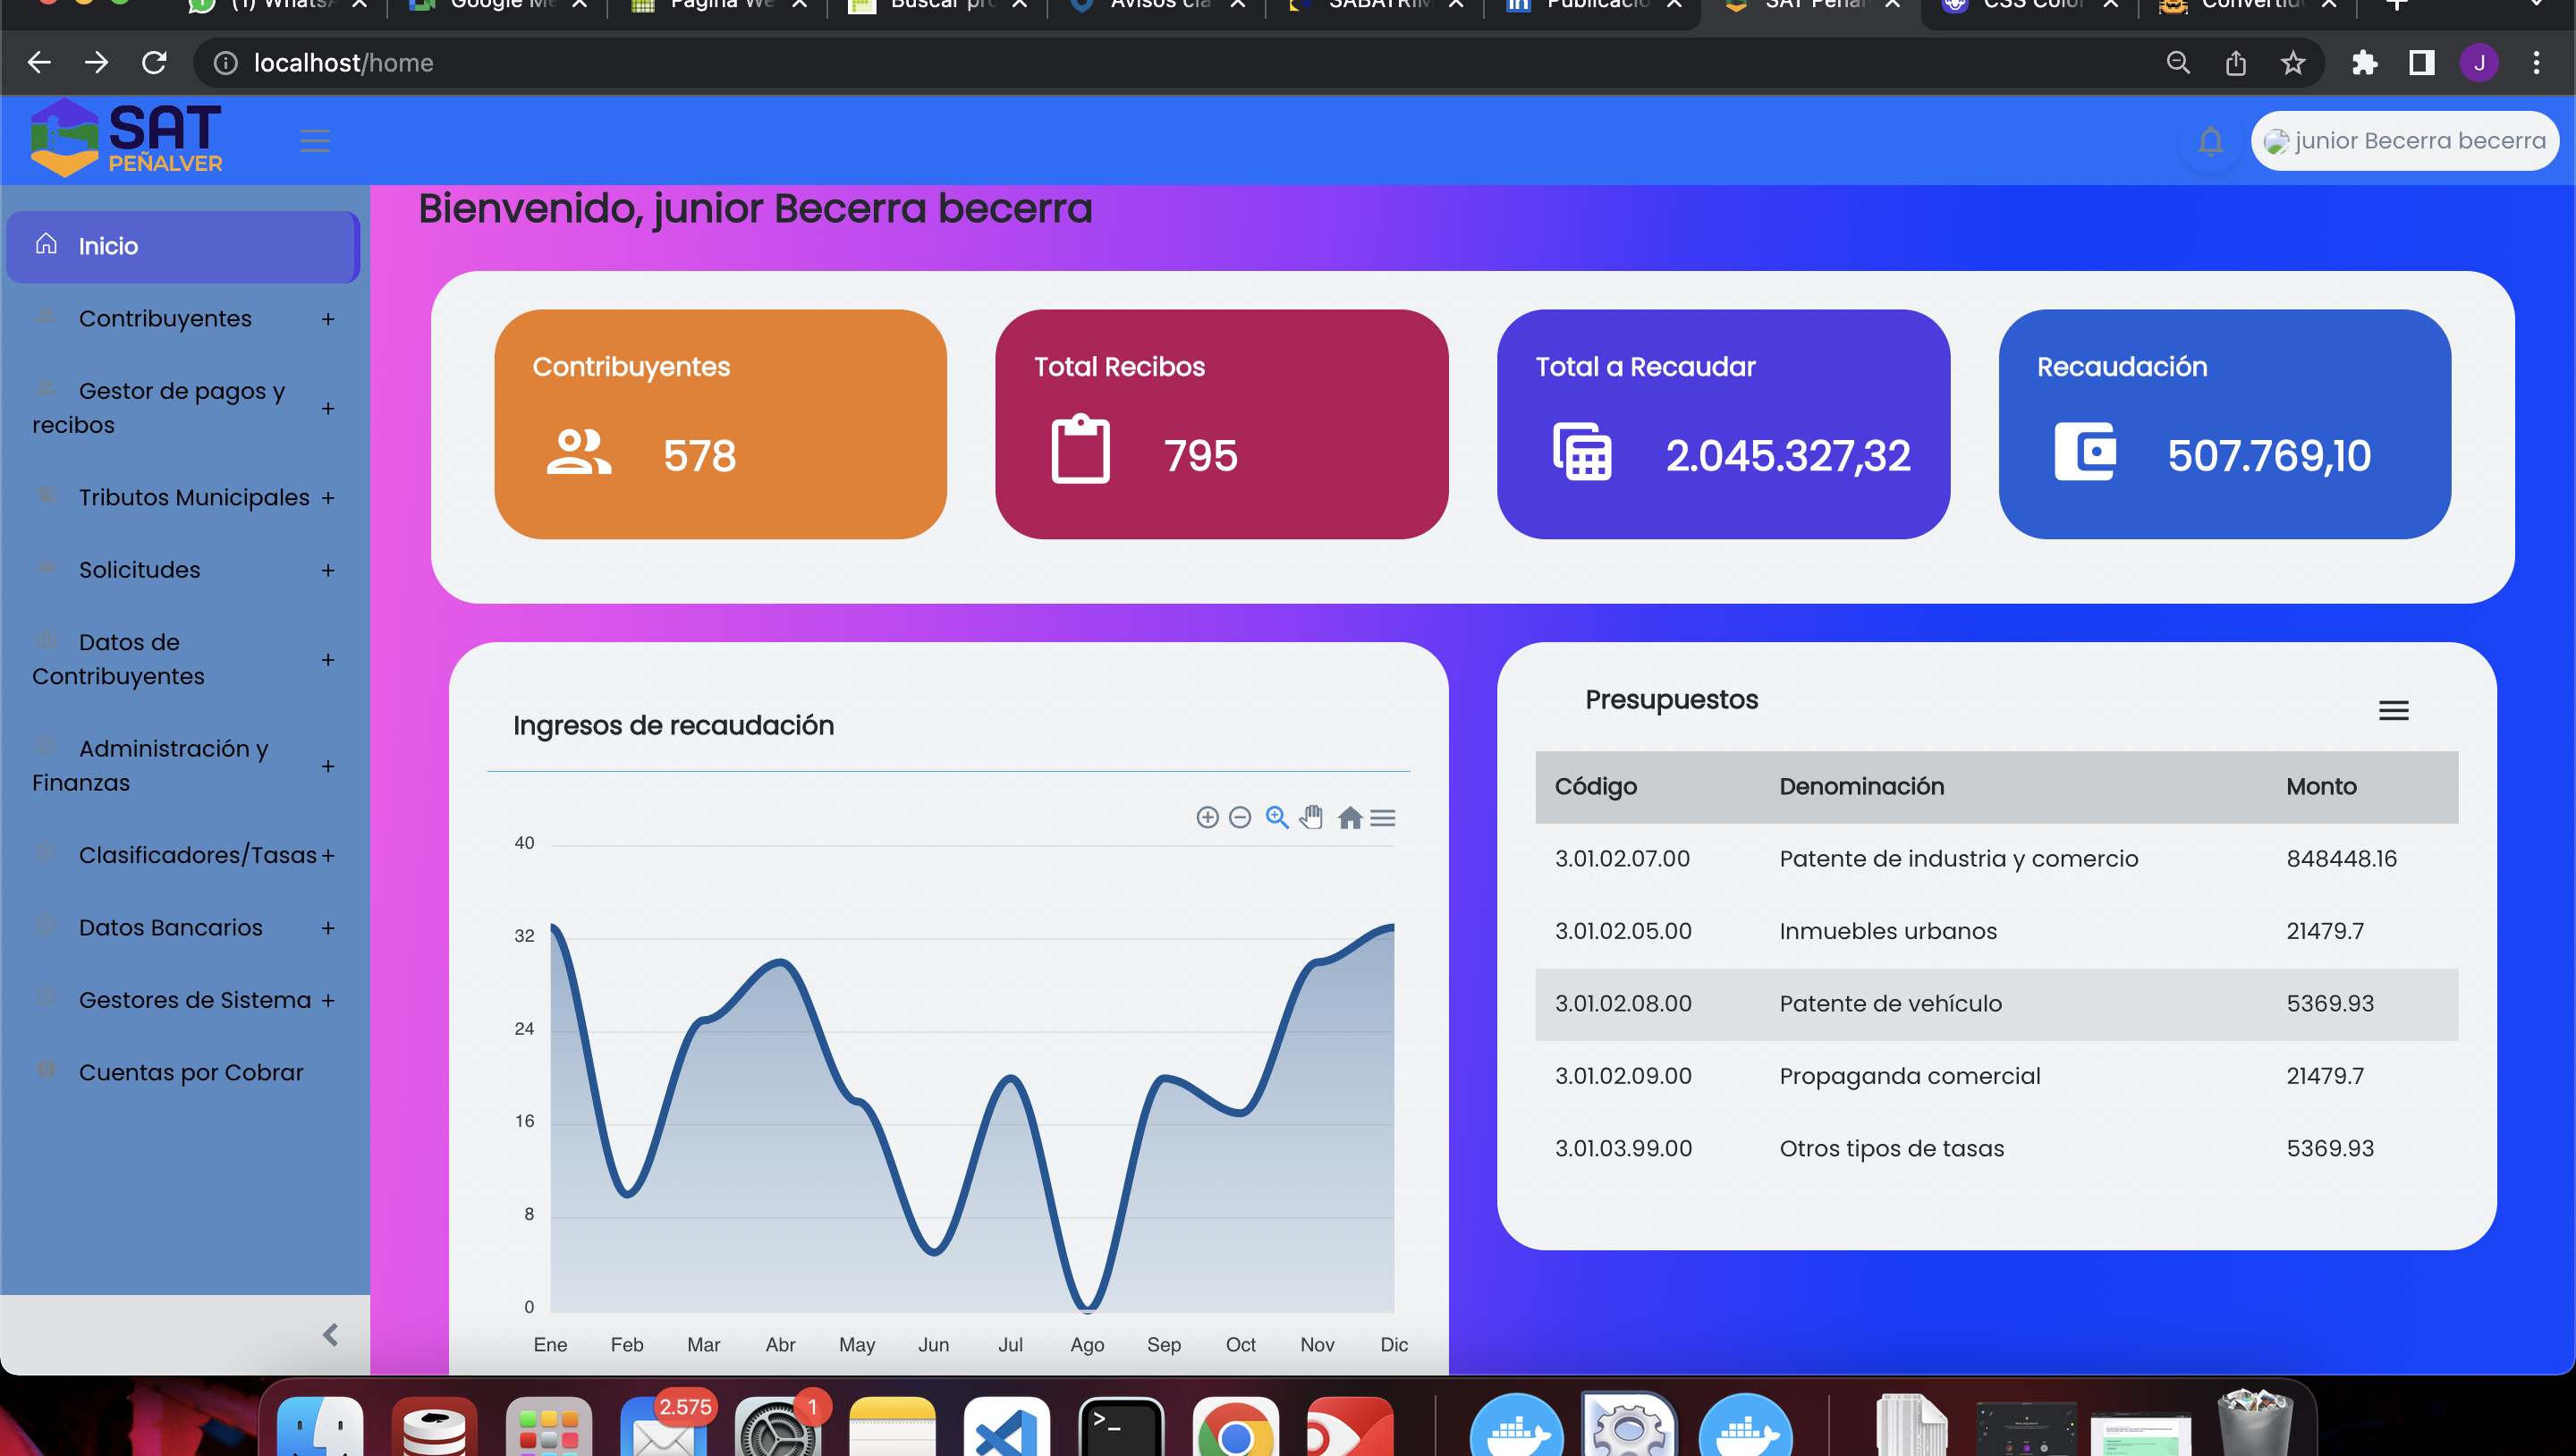 (1) WhatsA
Google Me
Página We
Buscar pro
Avisos cla
SABATRIM
Publicació
SAT Peñal
CSS Color
Convertido
localhost/home
J
SAT
PEÑALVER
junior Becerra becerra
Inicio
Contribuyentes +
Gestor de pagos y
recibos +
Tributos Municipales +
Solicitudes +
Datos de
Contribuyentes +
Administración y
Finanzas +
Clasificadores/Tasas +
Datos Bancarios +
Gestores de Sistema +
Cuentas por Cobrar
Bienvenido, junior Becerra becerra
Contribuyentes
578
Total Recibos
795
Total a Recaudar
2.045.327,32
Recaudación
507.769,10
Ingresos de recaudación
40
32
24
16
8
0
Ene Feb Mar Abr May Jun Jul Ago Sep Oct Nov Dic
Presupuestos
Código Denominación Monto
3.01.02.07.00 Patente de industria y comercio 848448.16
3.01.02.05.00 Inmuebles urbanos 21479.7
3.01.02.08.00 Patente de vehículo 5369.93
3.01.02.09.00 Propaganda comercial 21479.7
3.01.03.99.00 Otros tipos de tasas 5369.93
2.575
1